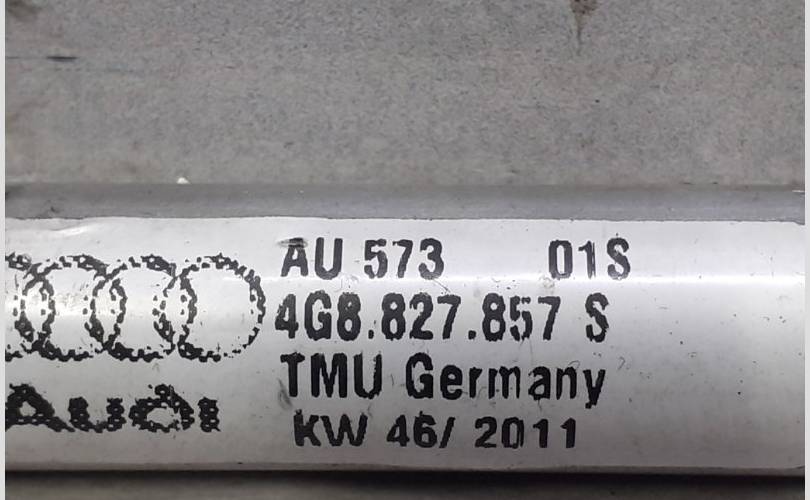 AU 573 01S
4G8.827.857 S
TMU Germany
KW 46/ 2011
Audi